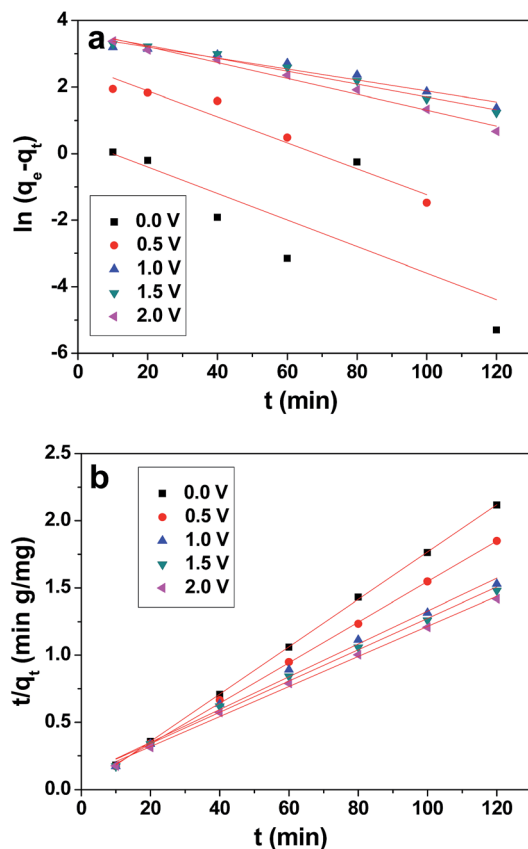 a
4
2
0
-2
-4
-6
ln (qe-qt)
0.0 V
0.5 V
1.0 V
1.5 V
2.0 V
0 20 40 60 80 100 120
t (min)
b
2.5
2.0
1.5
1.0
0.5
0.0
t/qt (min g/mg)
0.0 V
0.5 V
1.0 V
1.5 V
2.0 V
0 20 40 60 80 100 120
t (min)